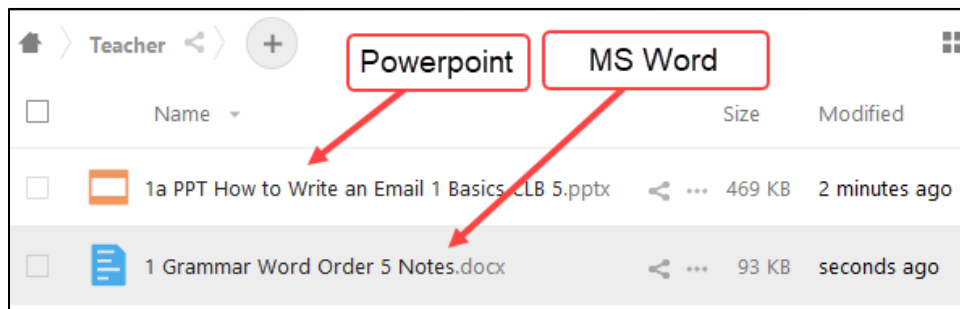 Teacher
Powerpoint
MS Word
Name Size Modified
1a PPT How to Write an Email 1 Basics CLB 5.pptx 469 KB 2 minutes ago
1 Grammar Word Order 5 Notes.docx 93 KB seconds ago